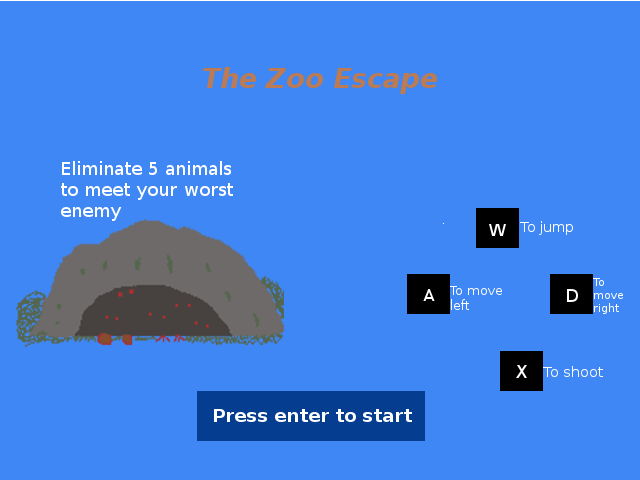 The Zoo Escape
Eliminate 5 animals
to meet your worst
enemy
W
To jump
A
To move
left
D
To
move
right
X
To shoot
Press enter to start